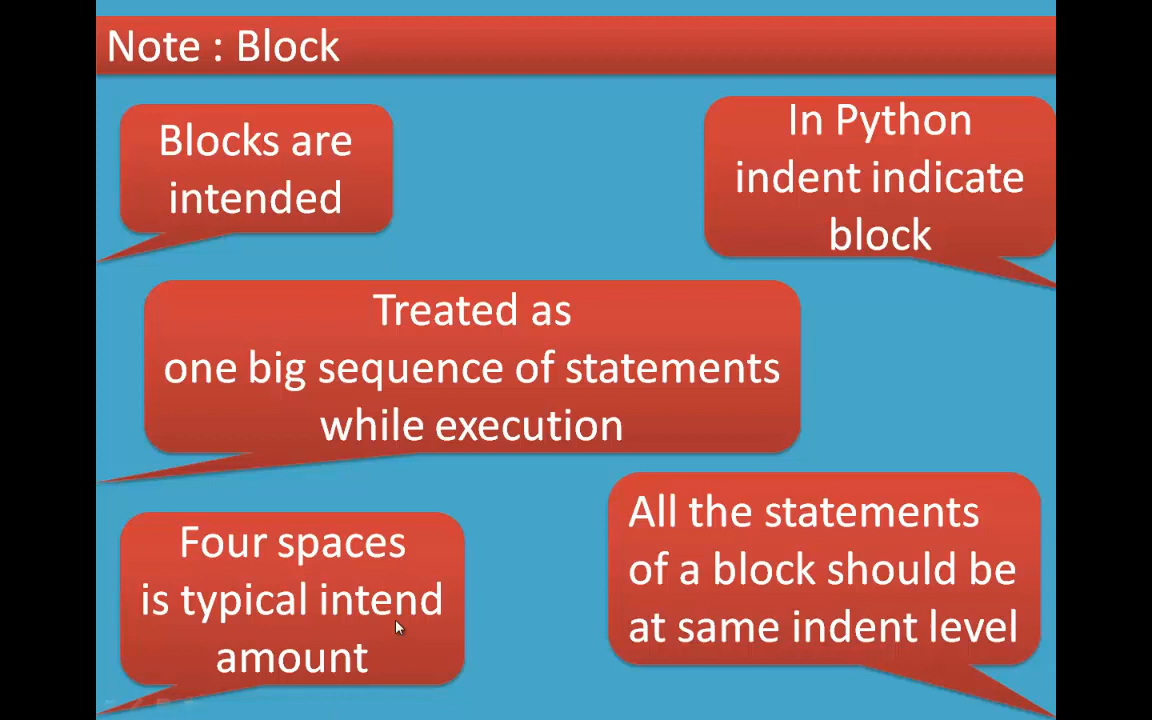 Note : Block
Blocks are
intended
In Python
indent indicate
block
Treated as
one big sequence of statements
while execution
Four spaces
is typical intend
amount
All the statements
of a block should be
at same indent level